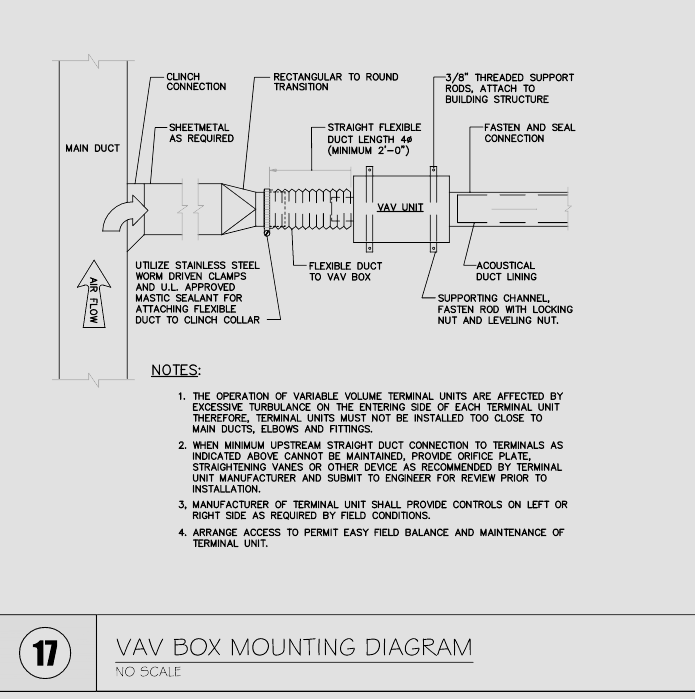 CLINCH
CONNECTION
RECTANGULAR TO ROUND
TRANSITION
3/8" THREADED SUPPORT
RODS, ATTACH TO
BUILDING STRUCTURE
MAIN DUCT
SHEETMETAL
AS REQUIRED
STRAIGHT FLEXIBLE
DUCT LENGTH 4ø
(MINIMUM 2'-0")
FASTEN AND SEAL
CONNECTION
VAV UNIT
AIR FLOW
UTILIZE STAINLESS STEEL
WORM DRIVEN CLAMPS
AND U.L. APPROVED
MASTIC SEALANT FOR
ATTACHING FLEXIBLE
DUCT TO CLINCH COLLAR
FLEXIBLE DUCT
TO VAV BOX
ACOUSTICAL
DUCT LINING
SUPPORTING CHANNEL,
FASTEN ROD WITH LOCKING
NUT AND LEVELING NUT.
NOTES:
1. THE OPERATION OF VARIABLE VOLUME TERMINAL UNITS ARE AFFECTED BY
EXCESSIVE TURBULANCE ON THE ENTERING SIDE OF EACH TERMINAL UNIT
THEREFORE, TERMINAL UNITS MUST NOT BE INSTALLED TOO CLOSE TO
MAIN DUCTS, ELBOWS AND FITTINGS.
2. WHEN MINIMUM UPSTREAM STRAIGHT DUCT CONNECTION TO TERMINALS AS
INDICATED ABOVE CANNOT BE MAINTAINED, PROVIDE ORIFICE PLATE,
STRAIGHTENING VANES OR OTHER DEVICE AS RECOMMENDED BY TERMINAL
UNIT MANUFACTURER AND SUBMIT TO ENGINEER FOR REVIEW PRIOR TO
INSTALLATION.
3, MANUFACTURER OF TERMINAL UNIT SHALL PROVIDE CONTROLS ON LEFT OR
RIGHT SIDE AS REQUIRED BY FIELD CONDITIONS.
4. ARRANGE ACCESS TO PERMIT EASY FIELD BALANCE AND MAINTENANCE OF
TERMINAL UNIT.
17
VAV BOX MOUNTING DIAGRAM
NO SCALE